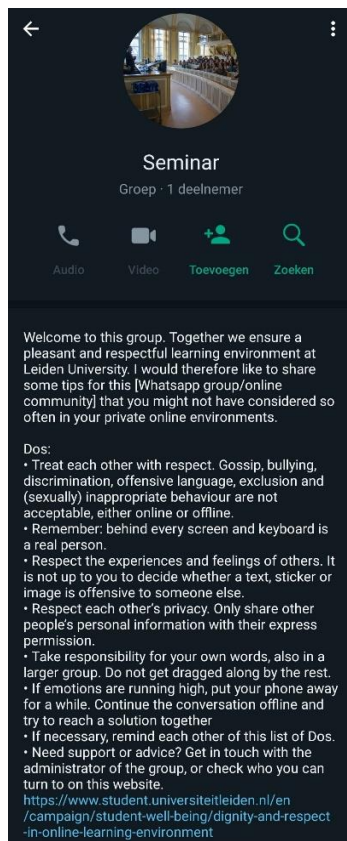 Seminar
Groep · 1 deelnemer
Audio Video Toevoegen Zoeken
Welcome to this group. Together we ensure a
pleasant and respectful learning environment at
Leiden University. I would therefore like to share
some tips for this [Whatsapp group/online
community] that you might not have considered so
often in your private online environments.
Dos:
• Treat each other with respect. Gossip, bullying,
discrimination, offensive language, exclusion and
(sexually) inappropriate behaviour are not
acceptable, either online or offline.
• Remember: behind every screen and keyboard is
a real person.
• Respect the experiences and feelings of others. It
is not up to you to decide whether a text, sticker or
image is offensive to someone else.
• Respect each other's privacy. Only share other
people's personal information with their express
permission.
• Take responsibility for your own words, also in a
larger group. Do not get dragged along by the rest.
• If emotions are running high, put your phone away
for a while. Continue the conversation offline and
try to reach a solution together
• If necessary, remind each other of this list of Dos.
• Need support or advice? Get in touch with the
administrator of the group, or check who you can
turn to on this website.
https://www.student.universiteitleiden.nl/en
/campaign/student-well-being/dignity-and-respect
-in-online-learning-environment